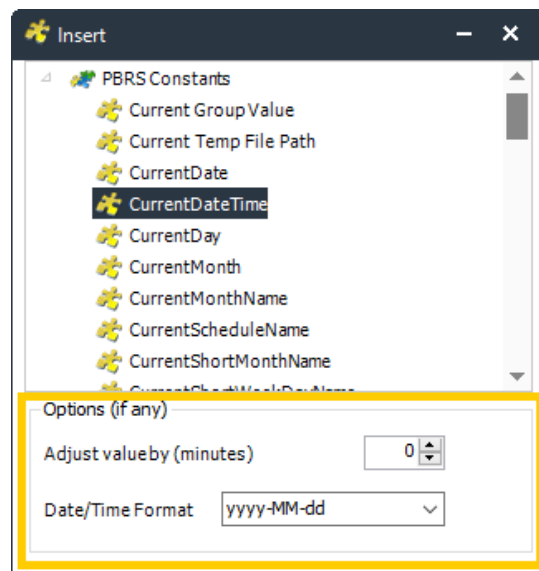 Insert
PBRS Constants
Current Group Value
Current Temp File Path
CurrentDate
CurrentDateTime
CurrentDay
CurrentMonth
CurrentMonthName
CurrentScheduleName
CurrentShortMonthName
CurrentShortWeekDayName
Options (if any)
Adjust value by (minutes) 0
Date/Time Format yyyy-MM-dd